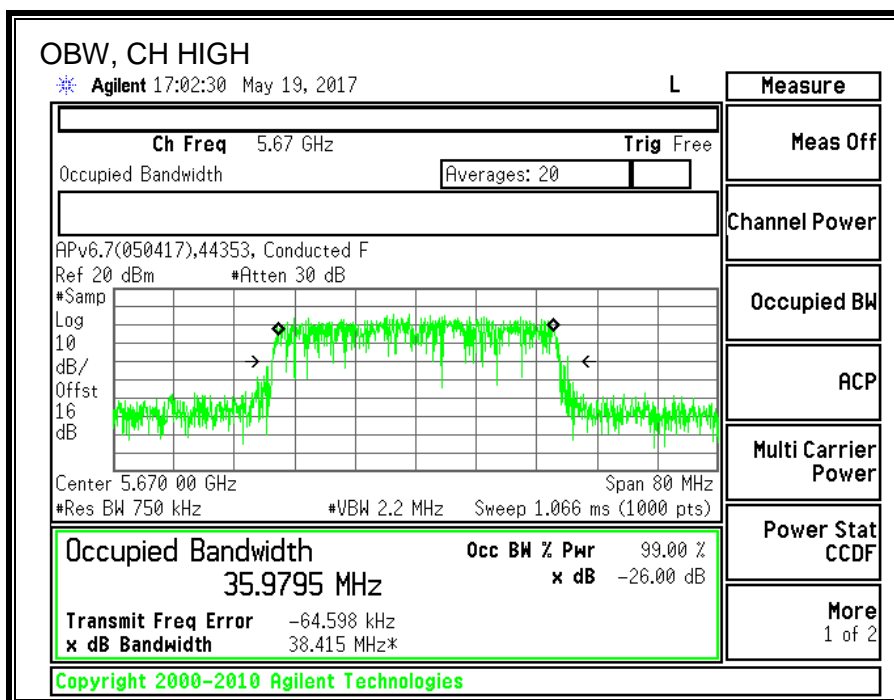 OBW, CH HIGH
Agilent 17:02:30 May 19, 2017 L
Measure
Ch Freq 5.67 GHz Trig Free
Meas Off
Occupied Bandwidth Averages: 20
Channel Power
APv6.7(050417),44353, Conducted F
Ref 20 dBm #Atten 30 dB
#Samp
Log
10
dB/
Offst
16
dB
Occupied BW
ACP
Center 5.670 00 GHz Span 80 MHz
#Res BW 750 kHz #VBW 2.2 MHz Sweep 1.066 ms (1000 pts)
Multi Carrier
Power
Occupied Bandwidth Occ BW % Pwr 99.00 %
35.9795 MHz x dB -26.00 dB
Transmit Freq Error -64.598 kHz
x dB Bandwidth 38.415 MHz*
Power Stat
CCDF
More
1 of 2
Copyright 2000-2010 Agilent Technologies